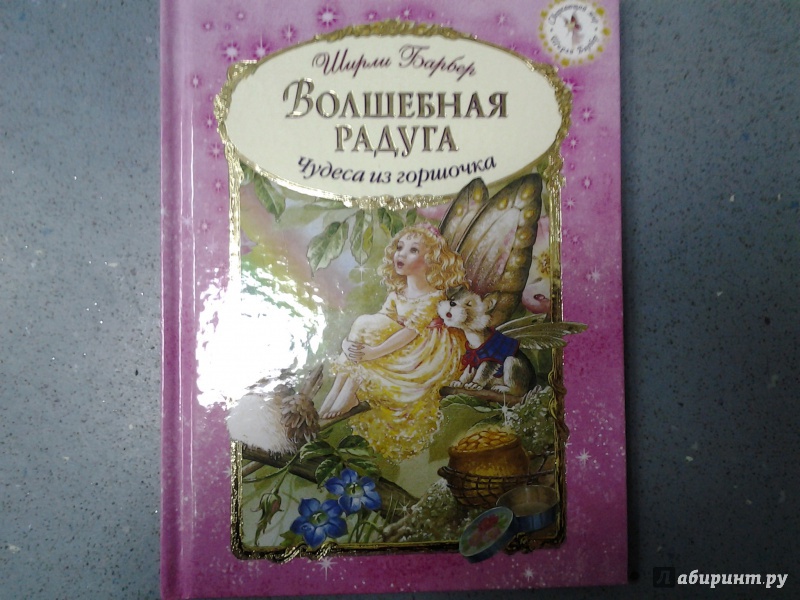 Ширли Барбер
ВОЛШЕБНАЯ
РАДУГА
Чудеса из горшочка
Лабиринт.ру